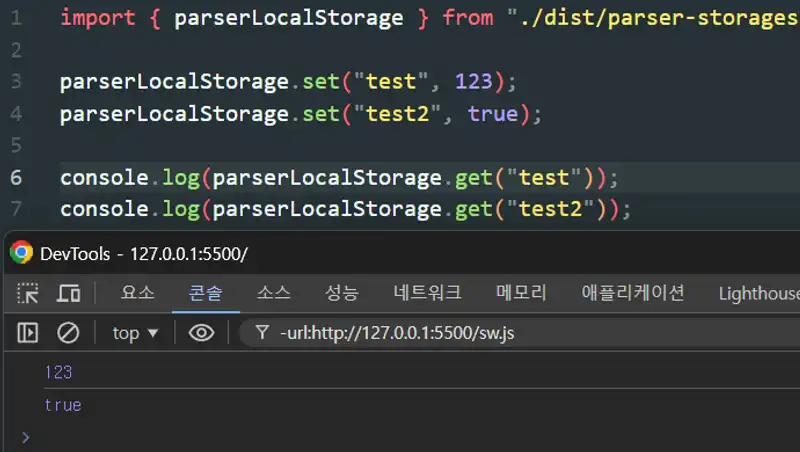 1 import { parserLocalStorage } from "./dist/parser-storages
2
3 parserLocalStorage.set("test", 123);
4 parserLocalStorage.set("test2", true);
5
6 console.log(parserLocalStorage.get("test"));
7 console.log(parserLocalStorage.get("test2"));
DevTools - 127.0.0.1:5500/
요소 콘솔 소스 성능 네트워크 메모리 애플리케이션 Lighthouse
top ▼ -url:http://127.0.0.1:5500/sw.js
123
true
>